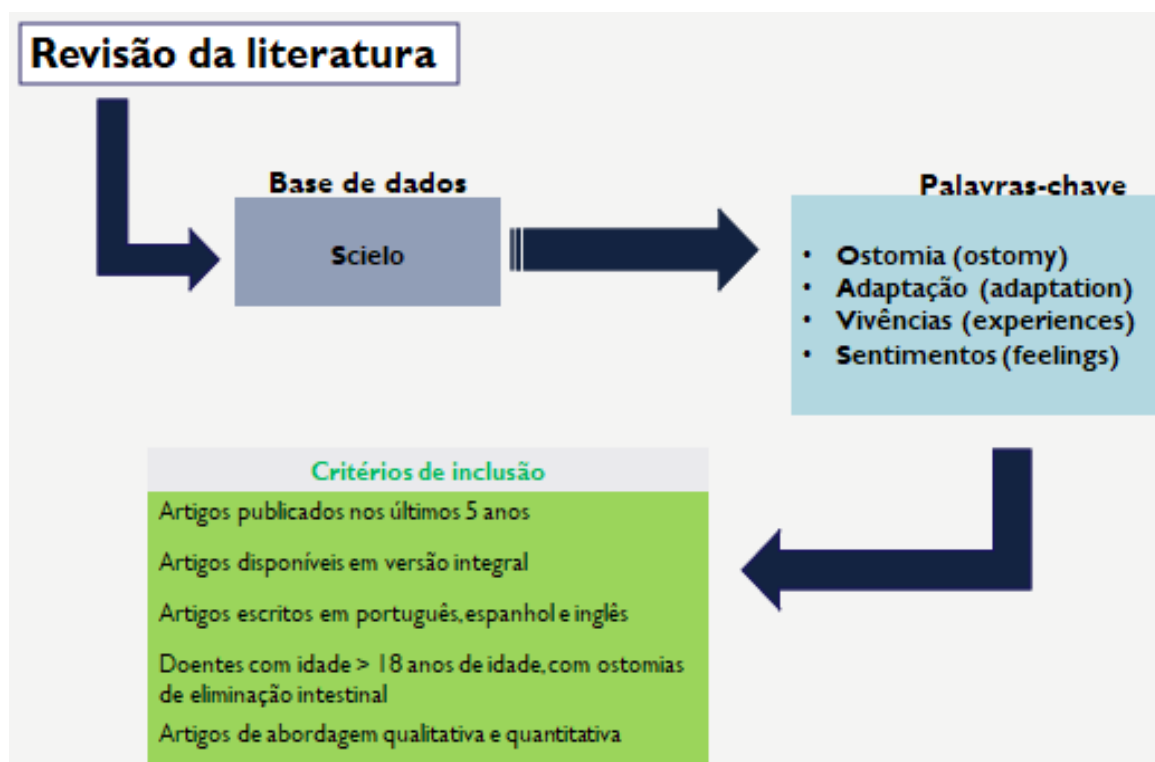 Revisão da literatura
Base de dados
Scielo
Palavras-chave
• Ostomia (ostomy)
• Adaptação (adaptation)
• Vivências (experiences)
• Sentimentos (feelings)
Critérios de inclusão
Artigos publicados nos últimos 5 anos
Artigos disponíveis em versão integral
Artigos escritos em português, espanhol e inglês
Doentes com idade > 18 anos de idade, com ostomias
de eliminação intestinal
Artigos de abordagem qualitativa e quantitativa